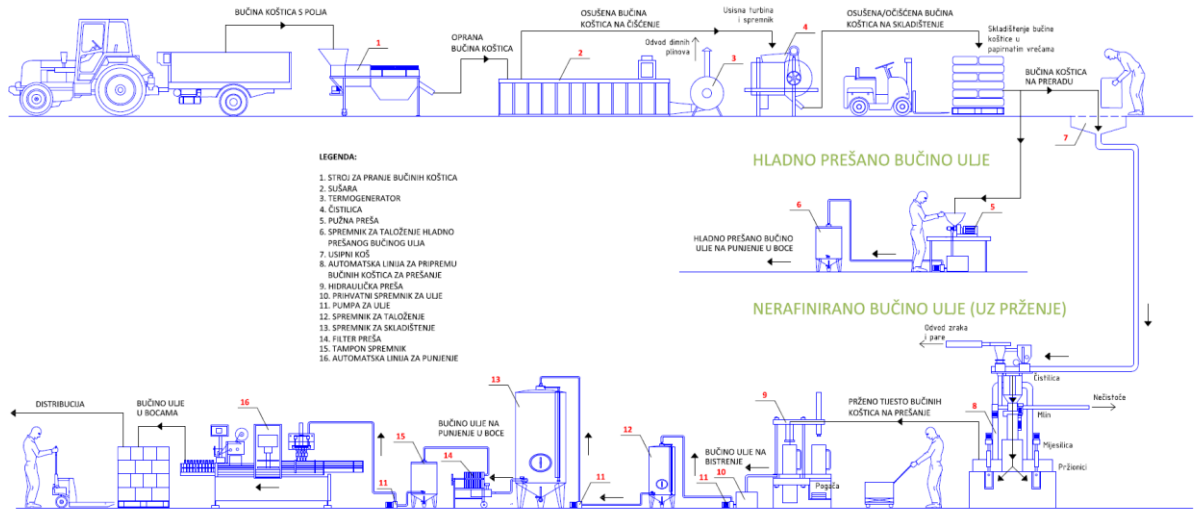 BUČINA KOŠTICA S POLJA
1
OPRANA
BUČINA KOŠTICA
OSUŠENA BUČINA
KOŠTICA NA ČIŠĆENJE
2
Odvod dimnih
plinova
3
Usisna turbina
i spremnik
4
OSUŠENA/OČIŠĆENA BUČINA
KOŠTICA NA SKLADIŠTENJE
Skladištenje bučine
koštice u
papirnatim vrećama
BUČINA KOŠTICA
NA PRERADU
7
LEGENDA:
1. STROJ ZA PRANJE BUČINIH KOŠTICA
2. SUŠARA
3. TERMOGENERATOR
4. ČISTILICA
5. PUŽNA PREŠA
6. SPREMNIK ZA TALOŽENJE HLADNO
PREŠANOG BUČINOG ULJA
7. USIPNI KOŠ
8. AUTOMATSKA LINIJA ZA PRIPREMU
BUČINIH KOŠTICA ZA PREŠANJE
9. HIDRAULIČKA PREŠA
10. PRIHVATNI SPREMNIK ZA ULJE
11. PUMPA ZA ULJE
12. SPREMNIK ZA TALOŽENJE
13. SPREMNIK ZA SKLADIŠTENJE
14. FILTER PREŠA
15. TAMPON SPREMNIK
16. AUTOMATSKA LINIJA ZA PUNJENJE
HLADNO PREŠANO BUČINO ULJE
6
5
HLADNO PREŠANO BUČINO
ULJE NA PUNJENJE U BOCE
NERAFINIRANO BUČINO ULJE (UZ PRŽENJE)
Odvod zraka
i pare
Čistilica
Nečistoće
Mlin
8
Mijesilica
Prženici
PRŽENO TIJESTO BUČINIH
KOŠTICA NA PREŠANJE
9
Pogača
BUČINO ULJE NA
BISTRENJE
10
11
12
11
13
BUČINO ULJE NA
PUNJENJE U BOCE
14
15
11
16
BUČINO ULJE
U BOCAMA
DISTRIBUCIJA